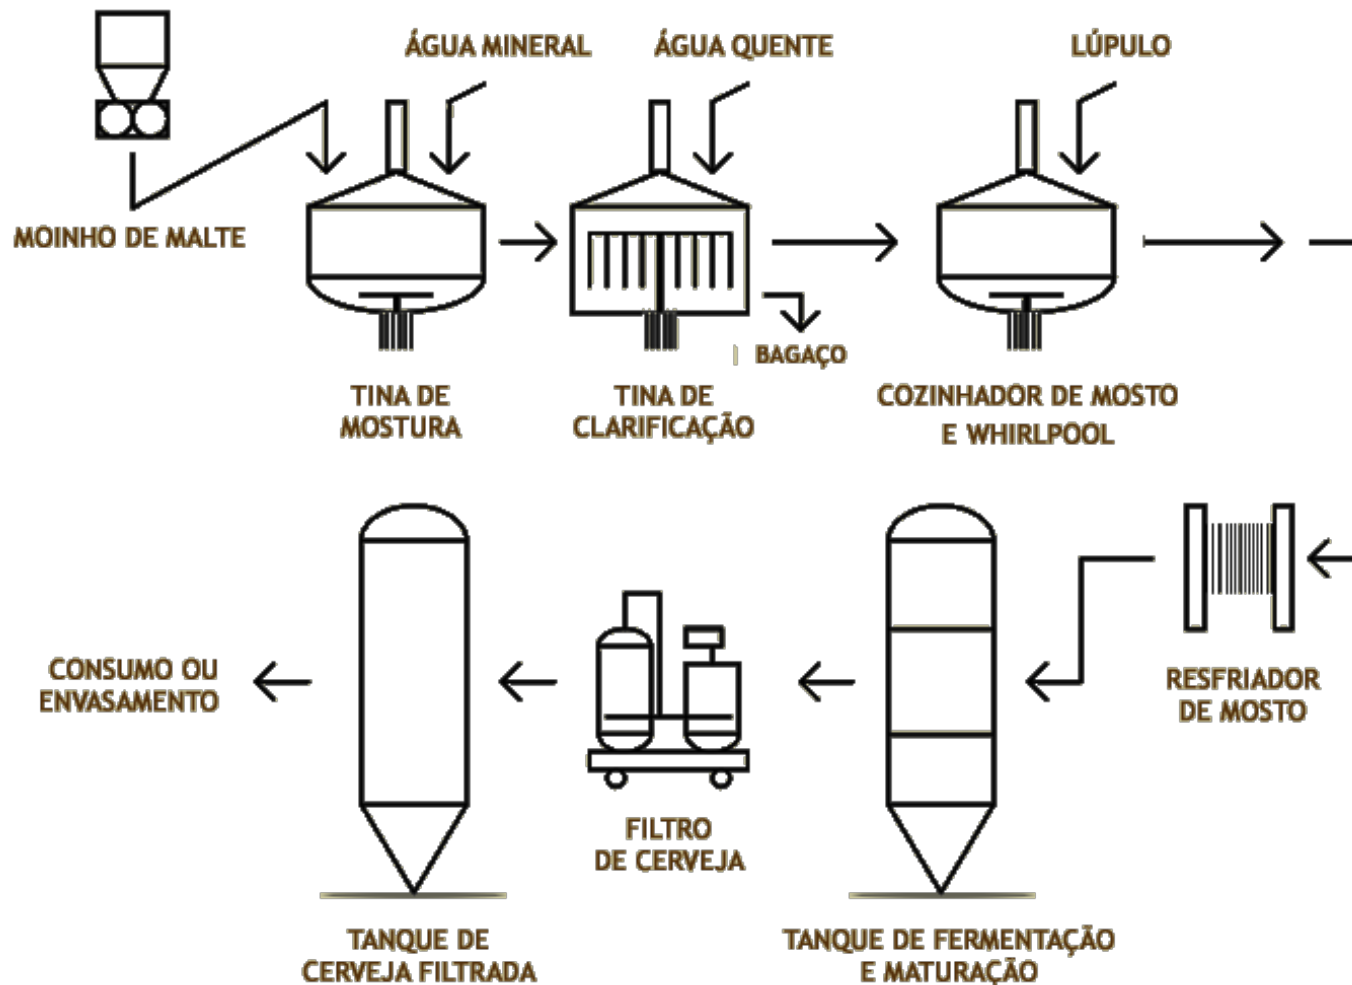 ÁGUA MINERAL
ÁGUA QUENTE
LÚPULO
MOINHO DE MALTE
BAGAÇO
TINA DE
MOSTURA
TINA DE
CLARIFICAÇÃO
COZINHADOR DE MOSTO
E WHIRLPOOL
RESFRIADOR
DE MOSTO
TANQUE DE FERMENTAÇÃO
E MATURAÇÃO
FILTRO
DE CERVEJA
TANQUE DE
CERVEJA FILTRADA
CONSUMO OU
ENVASAMENTO